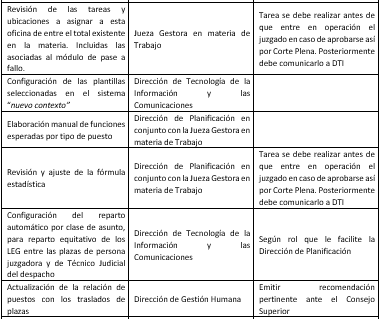 Revisión de las tareas y
ubicaciones a asignar a esta
oficina de entre el total existente
en la materia. Incluidas las
asociadas al módulo de pase a
fallo.
Jueza Gestora en materia de
Trabajo
Tarea se debe realizar antes de
que entre en operación el
juzgado en caso de aprobarse así
por Corte Plena. Posteriormente
debe comunicarlo a DTI
Configuración de las plantillas
seleccionadas en el sistema
"nuevo contexto"
Dirección de Tecnología de la
Información y las
Comunicaciones
Elaboración manual de funciones
esperadas por tipo de puesto
Dirección de Planificación en
conjunto con la Jueza Gestora en
materia de Trabajo
Revisión y ajuste de la fórmula
estadística
Dirección de Planificación en
conjunto con la Jueza Gestora en
materia de Trabajo
Tarea se debe realizar antes de
que entre en operación el
juzgado en caso de aprobarse así
por Corte Plena. Posteriormente
debe comunicarlo a DTI
Configuración del reparto
automático por clase de asunto,
para reparto equitativo de los
LEG entre las plazas de persona
juzgadora y de Técnico Judicial
del despacho
Dirección de Tecnología de la
Información y las
Comunicaciones
Según rol que le facilite la
Dirección de Planificación
Actualización de la relación de
puestos con los traslados de
plazas
Dirección de Gestión Humana
Emitir recomendación
pertinente ante el Consejo
Superior